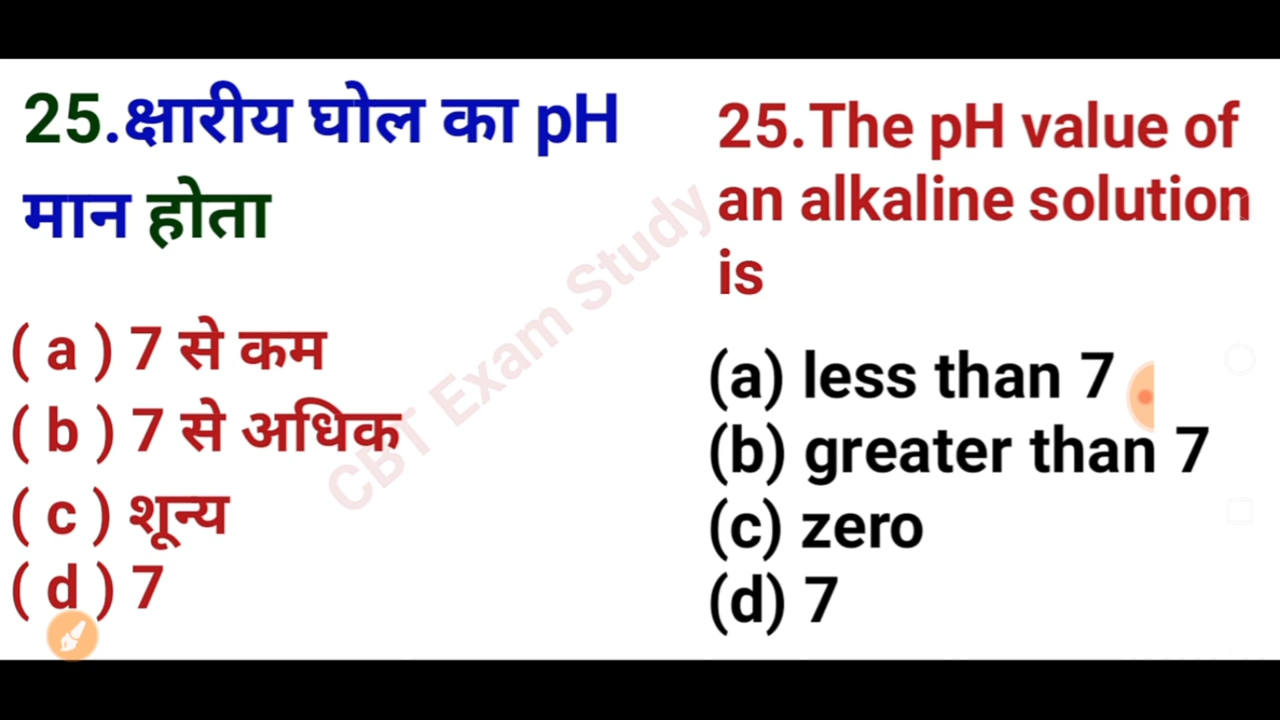 25.क्षारीय घोल का pH
मान होता
( a ) 7 से कम
( b ) 7 से अधिक
( c ) शून्य
( d ) 7
25.The pH value of
an alkaline solution
is
(a) less than 7
(b) greater than 7
(c) zero
(d) 7
CBT Exam Study